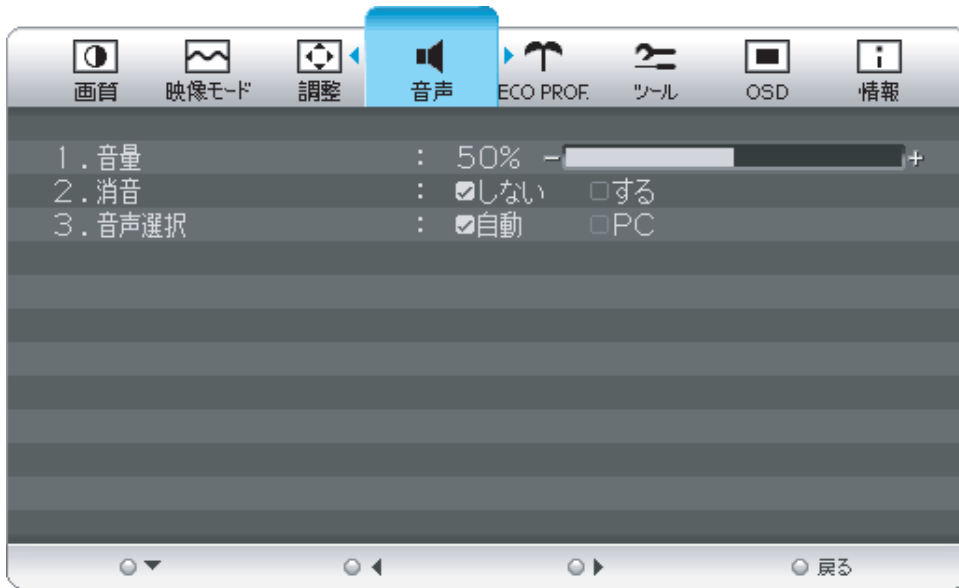 画質 映像モード 調整 音声 ECO PROF. ツール OSD 情報
1.音量 : 50% − +
2.消音 : しない する
3.音声選択 : 自動 PC
戻る